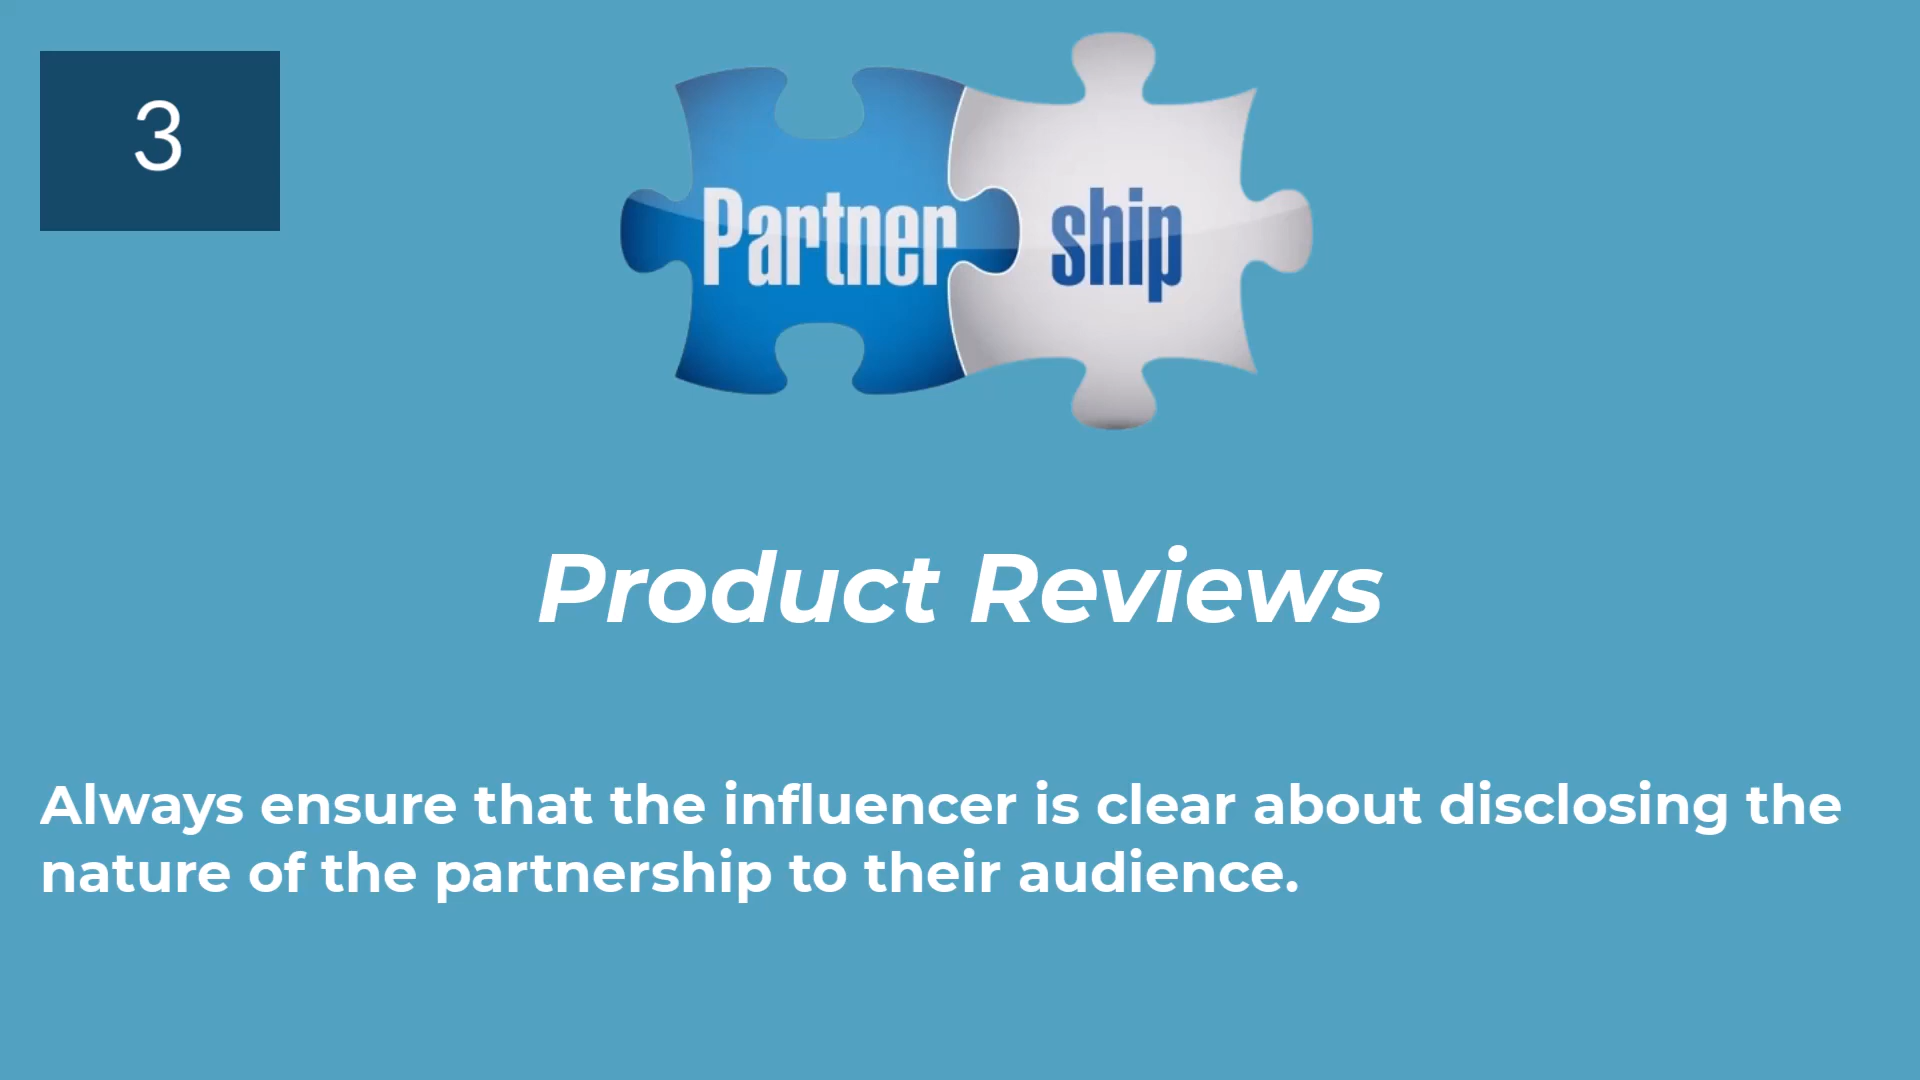 3
Partner ship
Product Reviews
Always ensure that the influencer is clear about disclosing the
nature of the partnership to their audience.